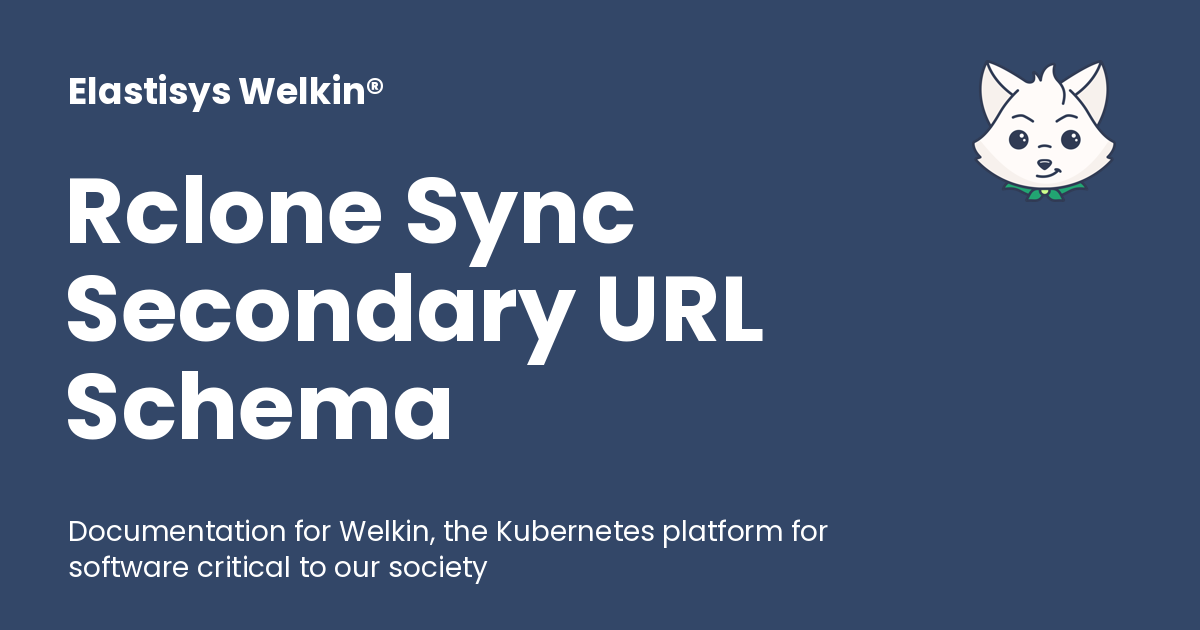 Elastisys Welkin®
Rclone Sync
Secondary URL
Schema
Documentation for Welkin, the Kubernetes platform for
software critical to our society